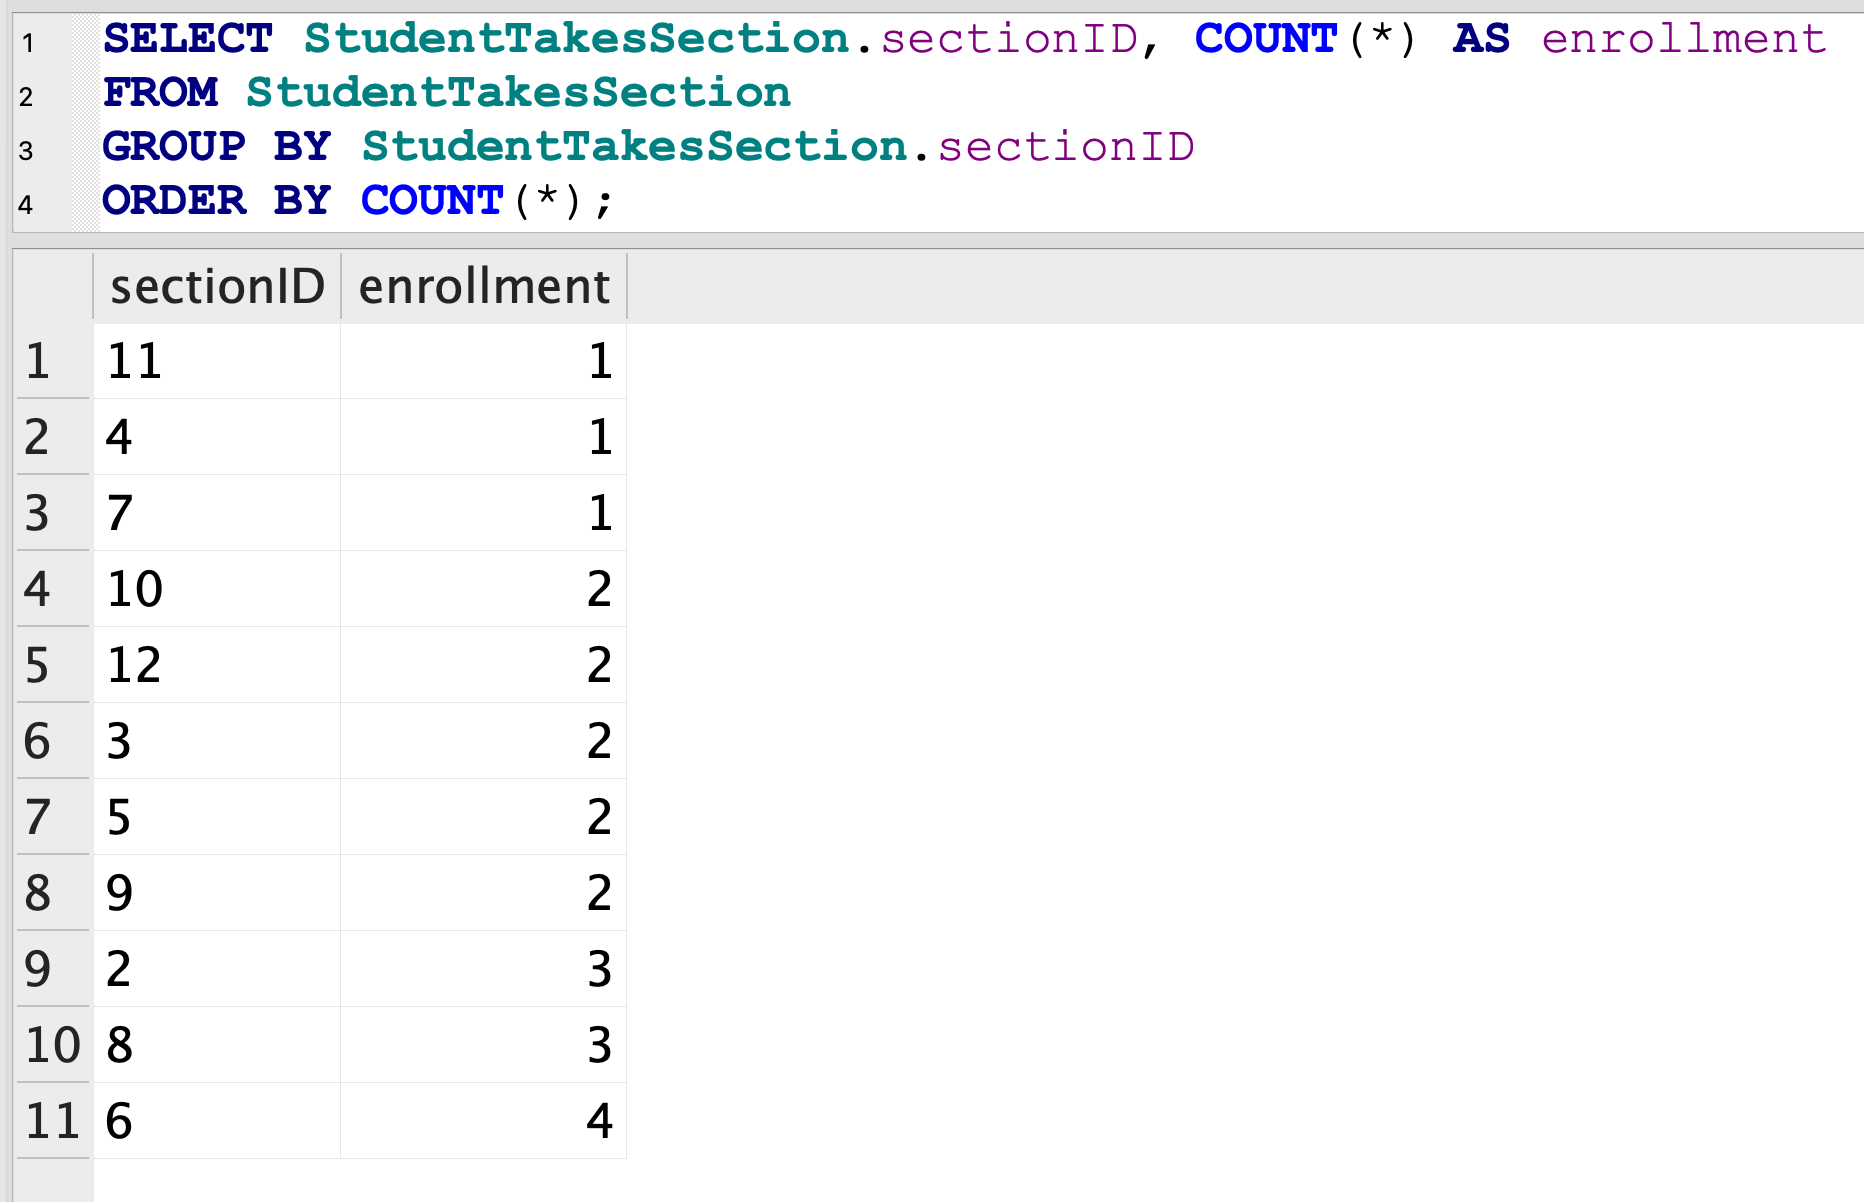 1 SELECT StudentTakesSection.sectionID, COUNT(*) AS enrollment
2 FROM StudentTakesSection
3 GROUP BY StudentTakesSection.sectionID
4 ORDER BY COUNT(*);
sectionID enrollment
1 11 1
2 4 1
3 7 1
4 10 2
5 12 2
6 3 2
7 5 2
8 9 2
9 2 3
10 8 3
11 6 4